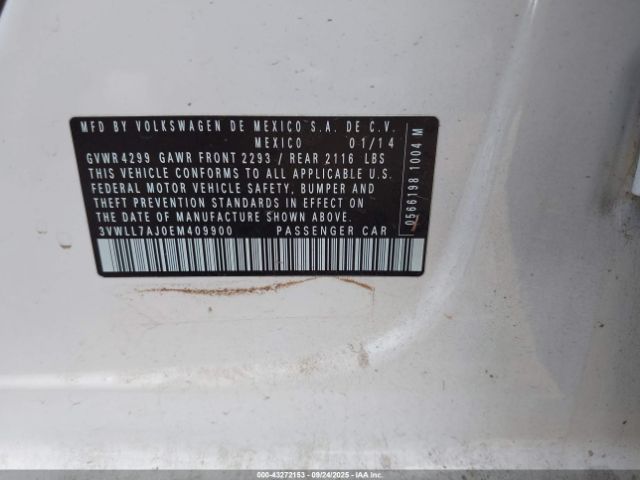 MFD BY VOLKSWAGEN DE MEXICO S.A. DE C.V.
MEXICO 01/14
GVWR 4299 GAWR FRONT 2293 / REAR 2116 LBS
THIS VEHICLE CONFORMS TO ALL APPLICABLE U.S.
FEDERAL MOTOR VEHICLE SAFETY, BUMPER AND
THEFT PREVENTION STANDARDS IN EFFECT ON
DATE OF MANUFACTURE SHOWN ABOVE.
3VWLL7AJ0EM409900 PASSENGER CAR
0566198 1004 M
000-43272153 - 09/24/2025 - IAA Inc.